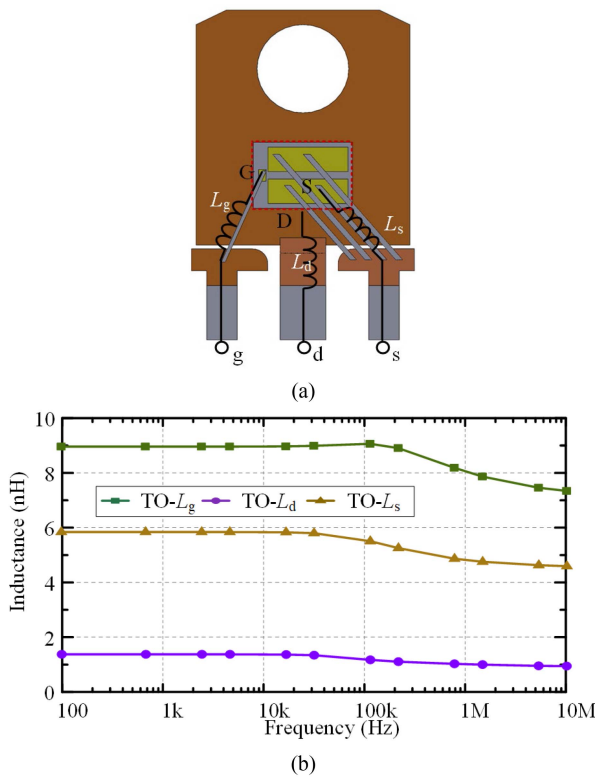 G
S
D
Lg
Ls
Ld
g
d
s
(a)
10
8
6
4
2
0
Inductance (nH)
TO-Lg TO-Ld TO-Ls
100 1k 10k 100k 1M 10M
Frequency (Hz)
(b)